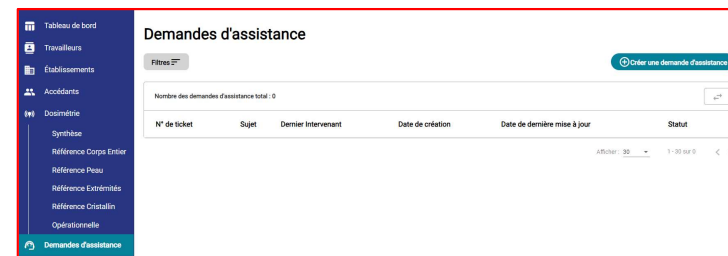 Tableau de bord
Travailleurs
Établissements
Accédants
Dosimétrie
Synthèse
Référence Corps Entier
Référence Peau
Référence Extrémités
Référence Cristallin
Opérationnelle
Demandes d'assistance
Demandes d'assistance
Filtres
Créer une demande d'assistance
Nombre des demandes d'assistance total : 0
N° de ticket Sujet Dernier Intervenant Date de création Date de dernière mise à jour Statut
Afficher : 30 1 - 30 sur 0